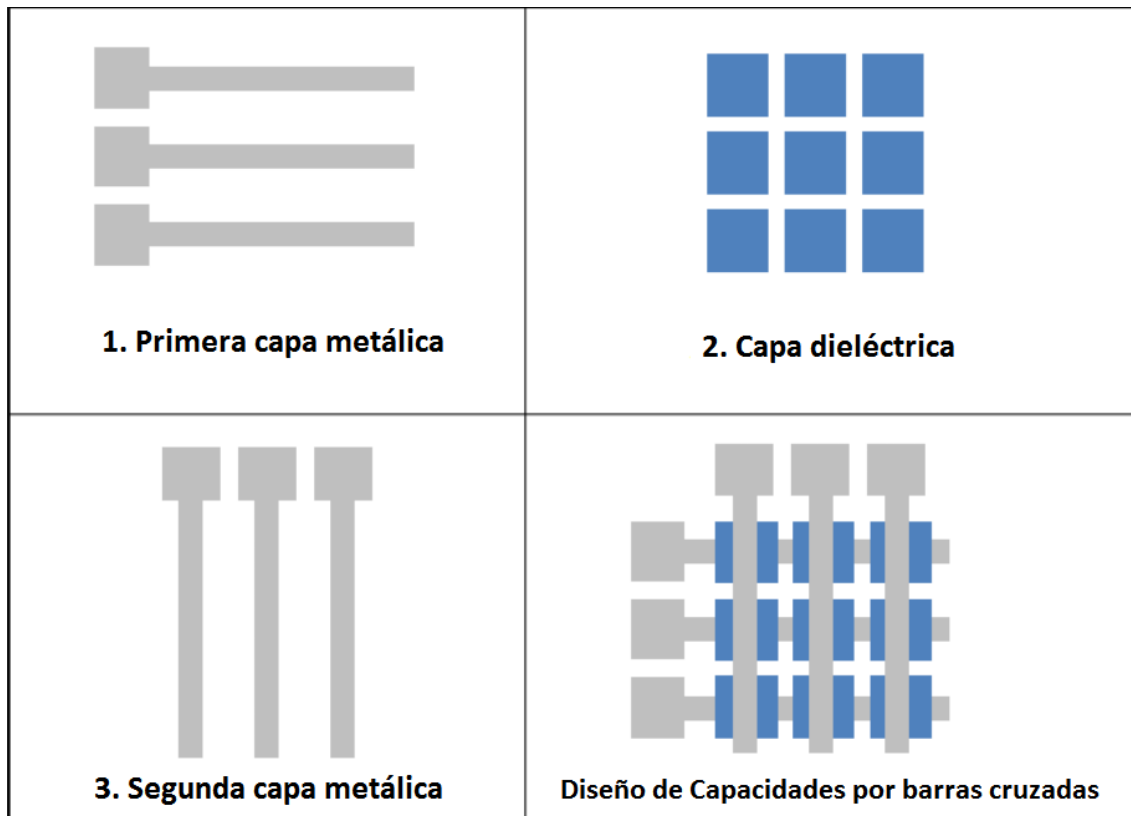 1. Primera capa metálica
2. Capa dieléctrica
3. Segunda capa metálica
Diseño de Capacidades por barras cruzadas